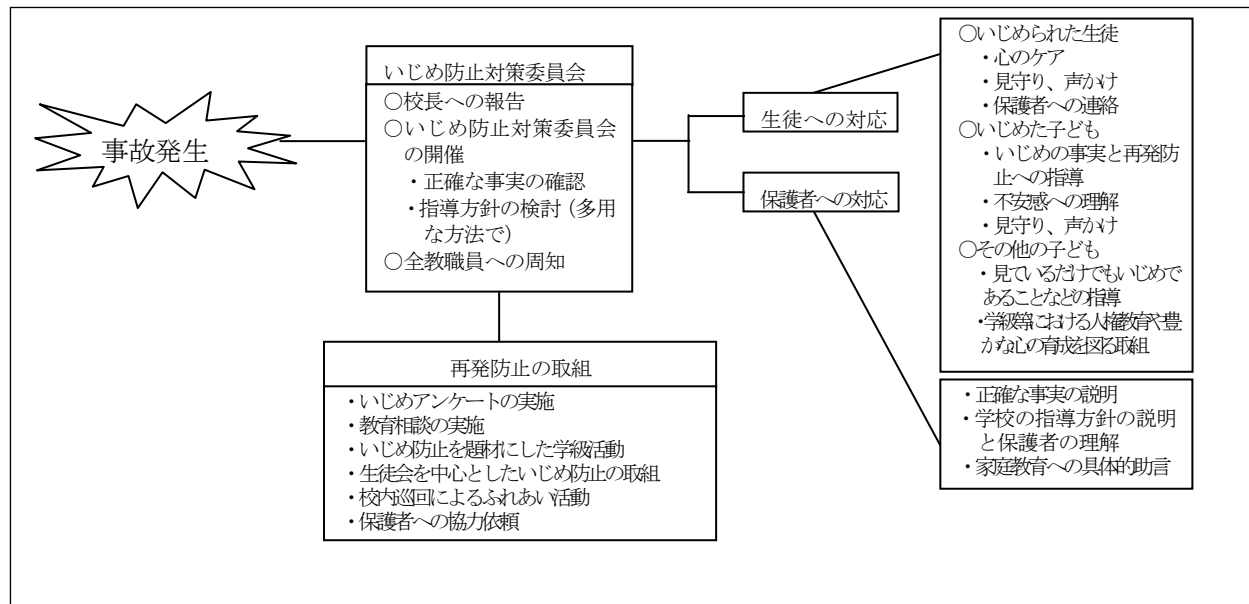 事故発生
いじめ防止対策委員会
○校長への報告
○いじめ防止対策委員会
の開催
・正確な事実の確認
・指導方針の検討（多用
な方法で）
○全教職員への周知
再発防止の取組
・いじめアンケートの実施
・教育相談の実施
・いじめ防止を題材にした学級活動
・生徒会を中心としたいじめ防止の取組
・校内巡回によるふれあい活動
・保護者への協力依頼
生徒への対応
保護者への対応
○いじめられた生徒
・心のケア
・見守り、声かけ
・保護者への連絡
○いじめた子ども
・いじめの事実と再発防
止への指導
・不安感への理解
・見守り、声かけ
○その他の子ども
・見ているだけでもいじめで
あることなどの指導
・学級等における人権教育や豊
かな心の育成を図る取組
・正確な事実の説明
・学校の指導方針の説明
と保護者の理解
・家庭教育への具体的助言